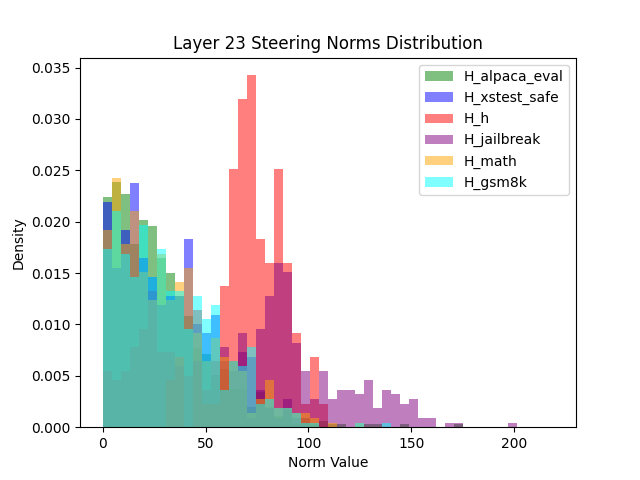 Layer 23 Steering Norms Distribution
0.035
0.030
0.025
0.020
0.015
0.010
0.005
0.000
Density
H_alpaca_eval
H_xstest_safe
H_h
H_jailbreak
H_math
H_gsm8k
0
50
100
150
200
Norm Value